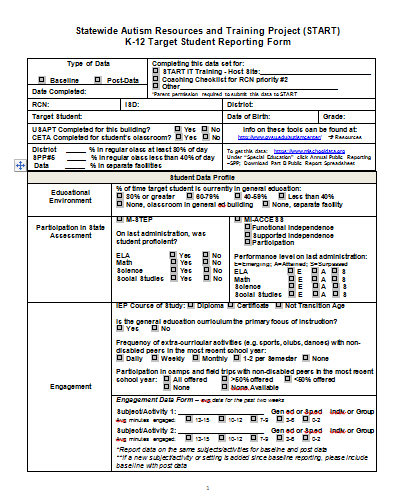 Statewide Autism Resources and Training Project (START)
K-12 Target Student Reporting Form
Type of Data
Baseline Post-Data
Date Completed:
Completing this data set for:
START IT Training - Host Site:
Coaching Checklist for RCN priority #2
Other
*Parents permission required to submit this data to START
RCN: ISD: District:
Target Student: Date of Birth: Grade:
USAPT Completed for this building? Yes No
CETA Completed for student's classroom? Yes No
Info on these tools can be found at:
http://www.gvsu.edu/autismcenter/ → Resources
District ____ % in regular class at least 80% of day
SPP#5 ____ % in regular class less than 40% of day
Data ____ % in separate facilities
To get this data: https://www.mischooldata.org
Under "Special Education" click Annual Public Reporting
–SPP; Download Part B Public Report Spreadsheet
Student Data Profile
Educational Environment
% of time target student is currently in general education:
80% or greater 60-79% 40-59% Less than 40%
None, classroom in general ed building None, separate facility
Participation in State Assessment
M-STEP
On last administration, was student proficient?
ELA Yes No
Math Yes No
Science Yes No
Social Studies Yes No
MI-ACCESS
Functional Independence
Supported Independence
Participation
Performance level on last administration:
E=Emerging; A=Attained; S=Surpassed
ELA E A S
Math E A S
Science E A S
Social Studies E A S
Engagement
IEP Course of Study: Diploma Certificate Not Transition Age
Is the general education curriculum the primary focus of instruction?
Yes No
Frequency of extra-curricular activities (e.g. sports, clubs, dances) with non-
disabled peers in the most recent school year:
Daily Weekly Monthly 1-2 per Semester None
Participation in camps and field trips with non-disabled peers in the most recent
school year: All offered >50% offered <50% offered
None None Available
Engagement Data Form – avg data for the past two weeks
Subject/Activity 1: Gen ed or Sped Indiv or Group
Avg minutes engaged: 13-15 10-12 7-9 3-6 0-2
Subject/Activity 2: Gen ed or Sped Indiv or Group
Avg minutes engaged: 13-15 10-12 7-9 3-6 0-2
*Report data on the same subjects/activities for baseline and post data
**If a new subject/activity or setting is added since baseline reporting, please include
baseline with post data
1